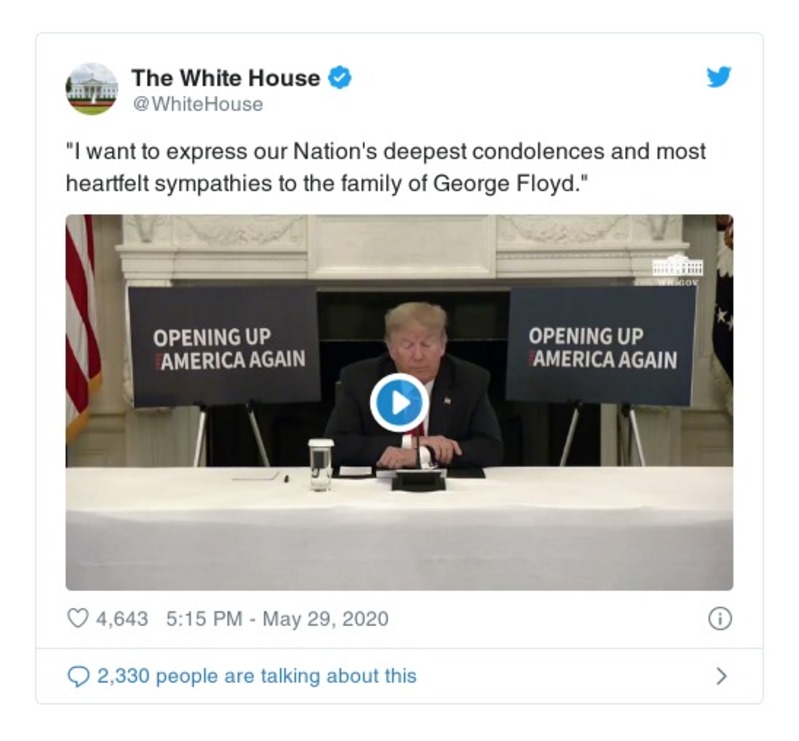 The White House
@WhiteHouse
"I want to express our Nation's deepest condolences and most
heartfelt sympathies to the family of George Floyd."
WH.GOV
OPENING UP
AMERICA AGAIN
OPENING UP
AMERICA AGAIN
4,643 5:15 PM - May 29, 2020
2,330 people are talking about this